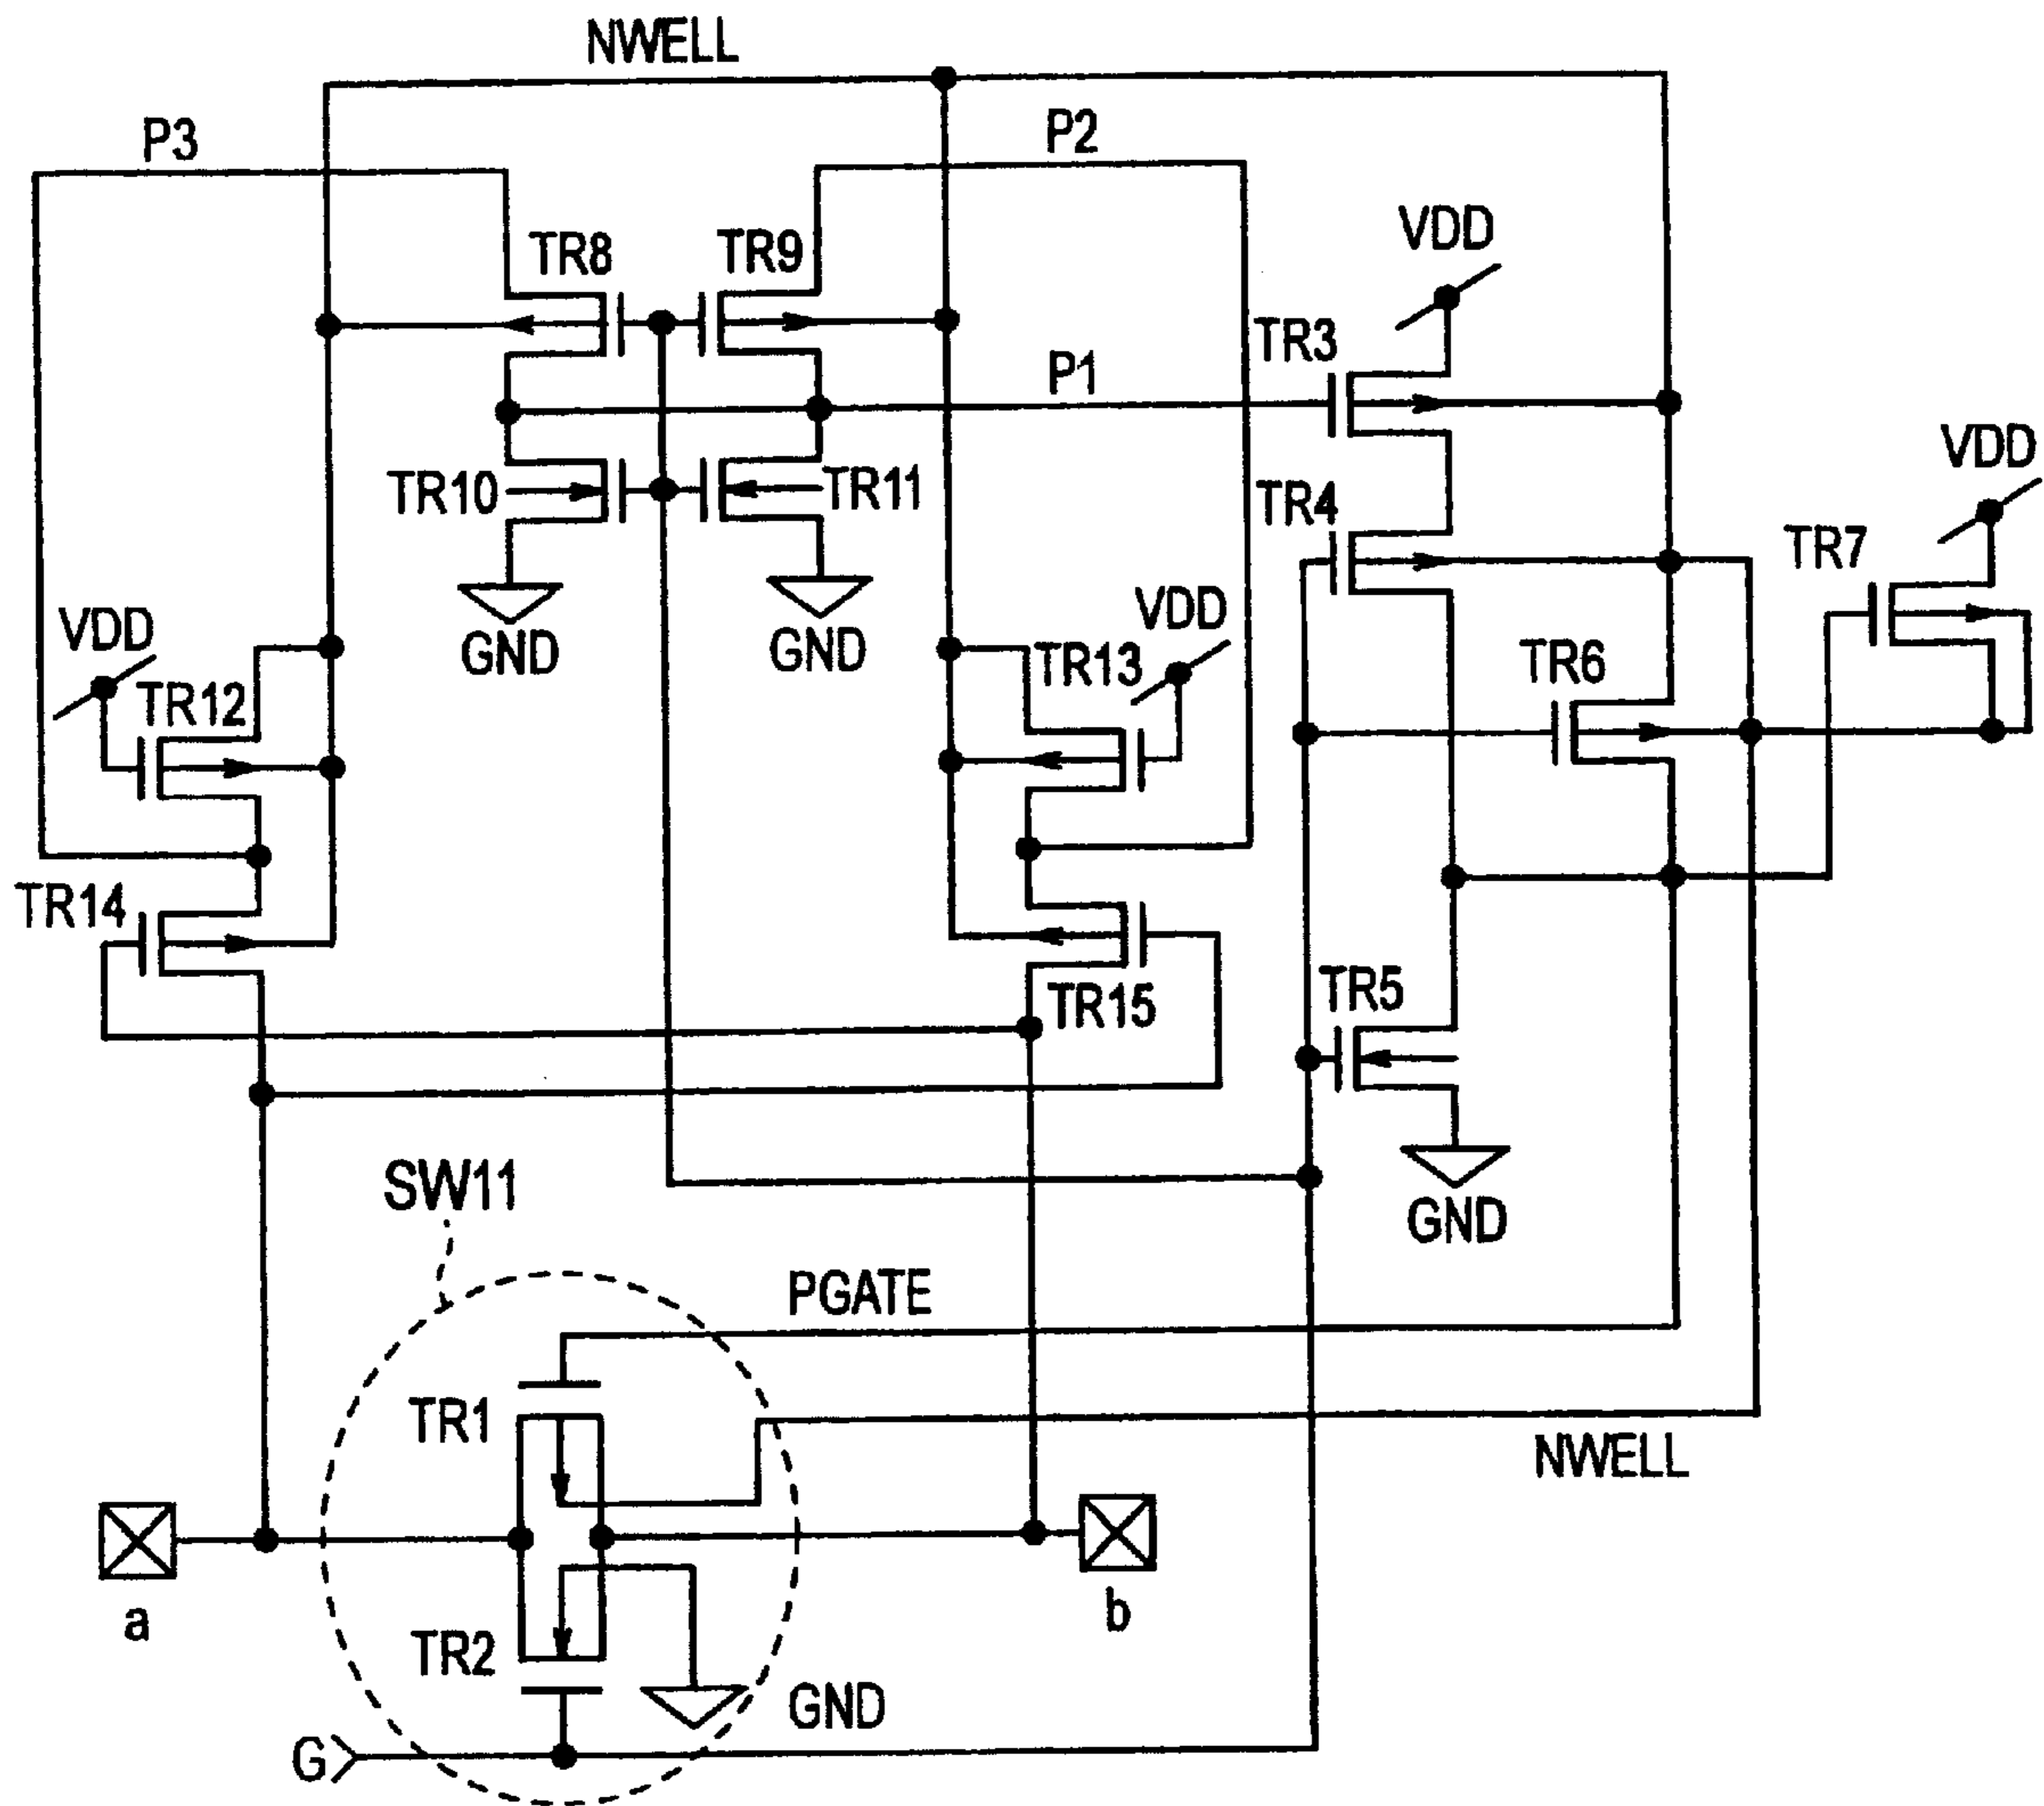 NWELL
P3
P2
VDD
TR8
TR9
TR3
P1
VDD
TR10
TR11
TR4
TR7
VDD
GND
GND
VDD
TR13
TR6
TR12
TR14
TR15
TR5
SW11
GND
PGATE
TR1
NWELL
a
b
TR2
GND
G